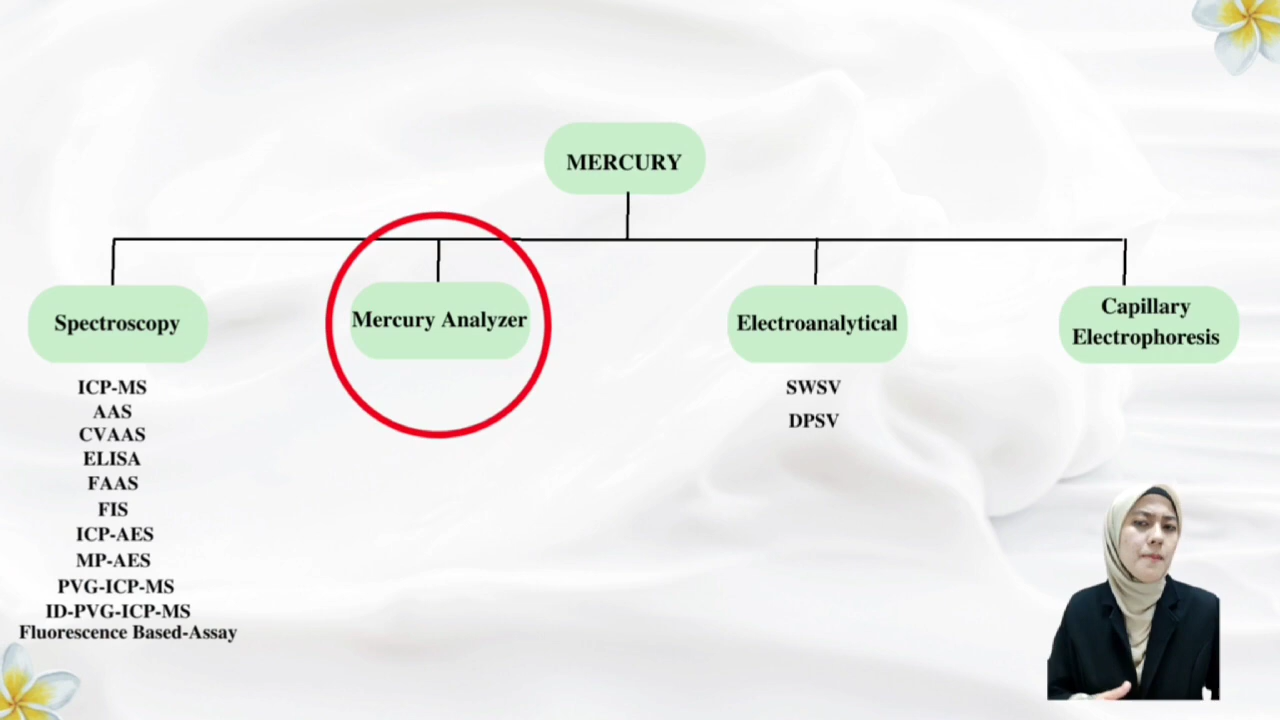 MERCURY
Spectroscopy
ICP-MS
AAS
CVAAS
ELISA
FAAS
FIS
ICP-AES
MP-AES
PVG-ICP-MS
ID-PVG-ICP-MS
Fluorescence Based-Assay
Mercury Analyzer
Electroanalytical
SWSV
DPSV
Capillary
Electrophoresis